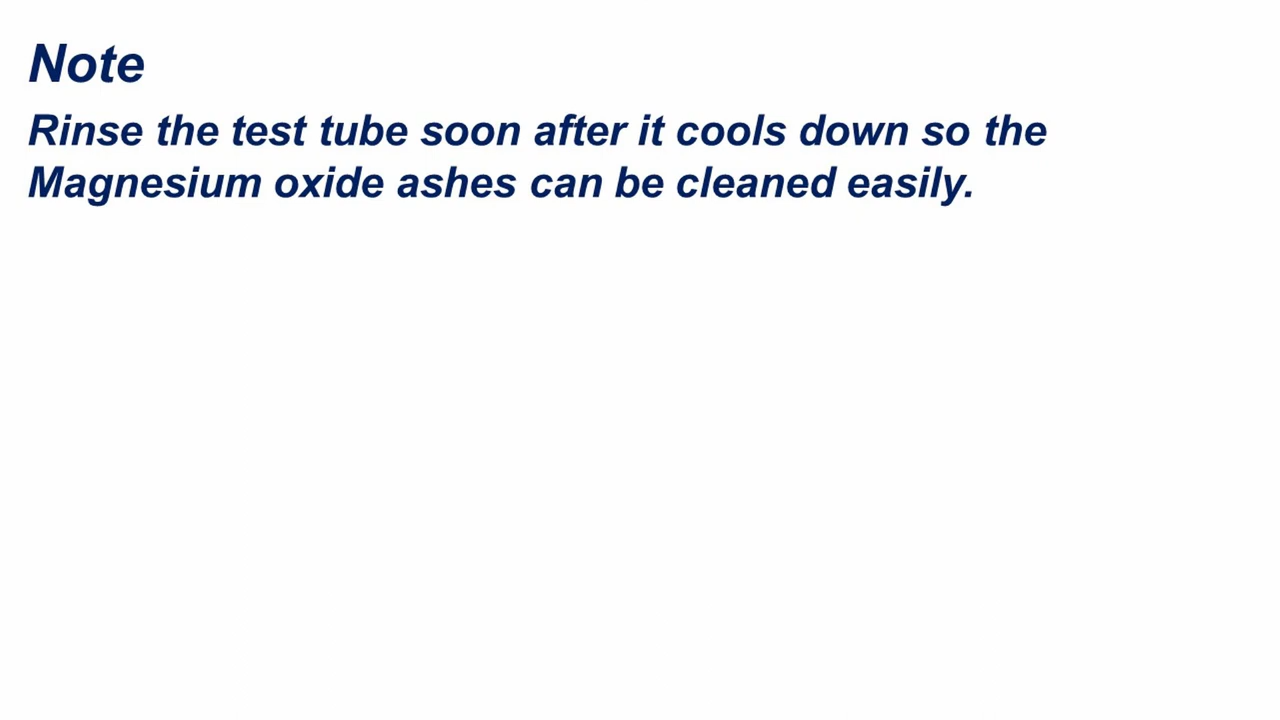 Note
Rinse the test tube soon after it cools down so the
Magnesium oxide ashes can be cleaned easily.